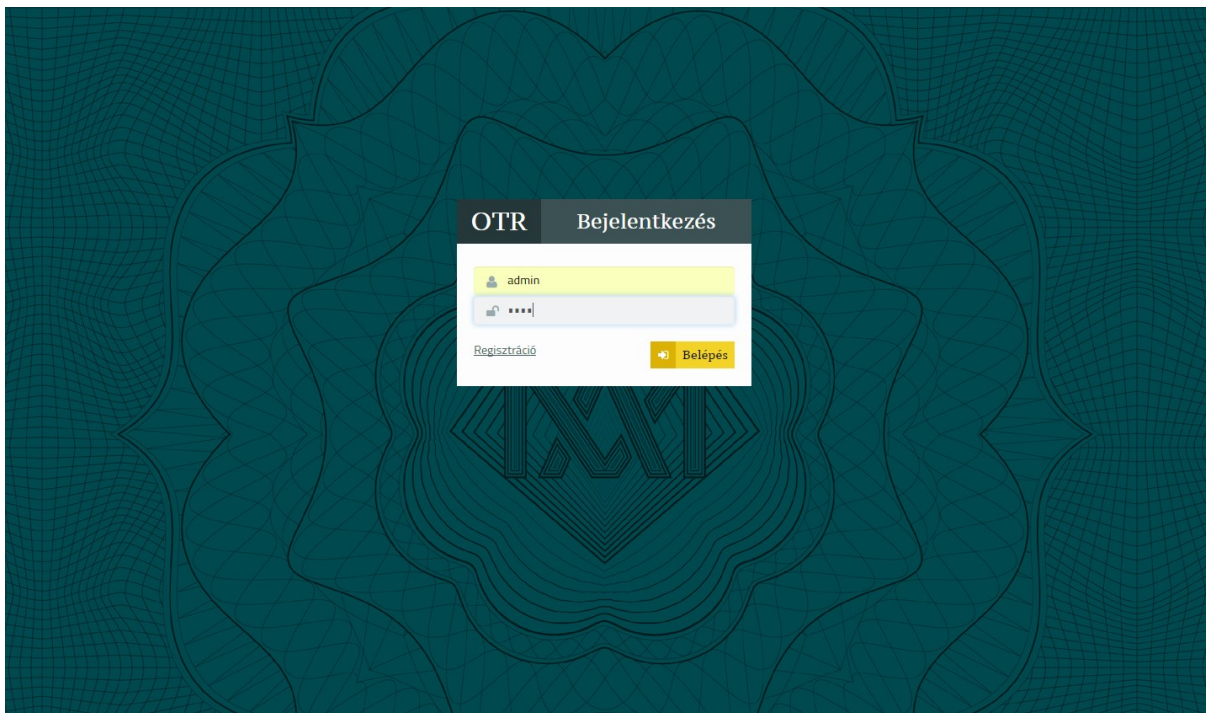 OTR Bejelentkezés
admin
••••
Regisztráció
Belépés